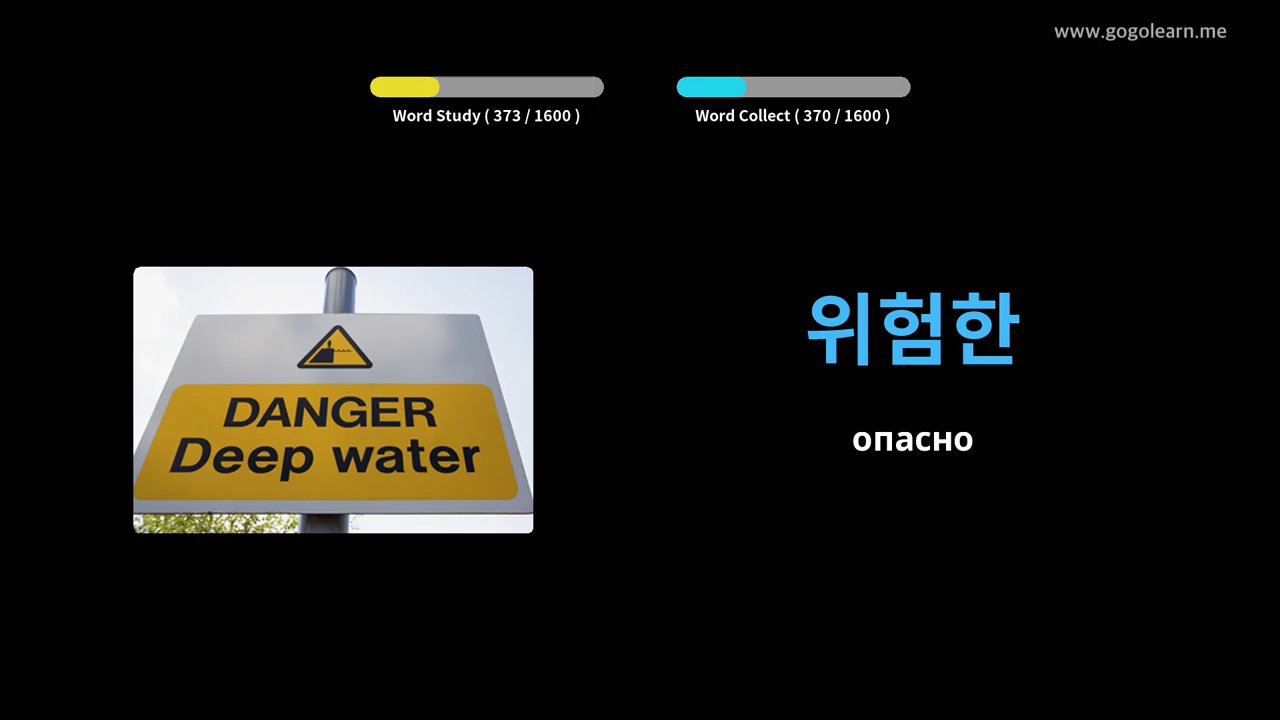 www.gogolearn.me
Word Study ( 373 / 1600 )
Word Collect ( 370 / 1600 )
DANGER
Deep water
위험한
опасно